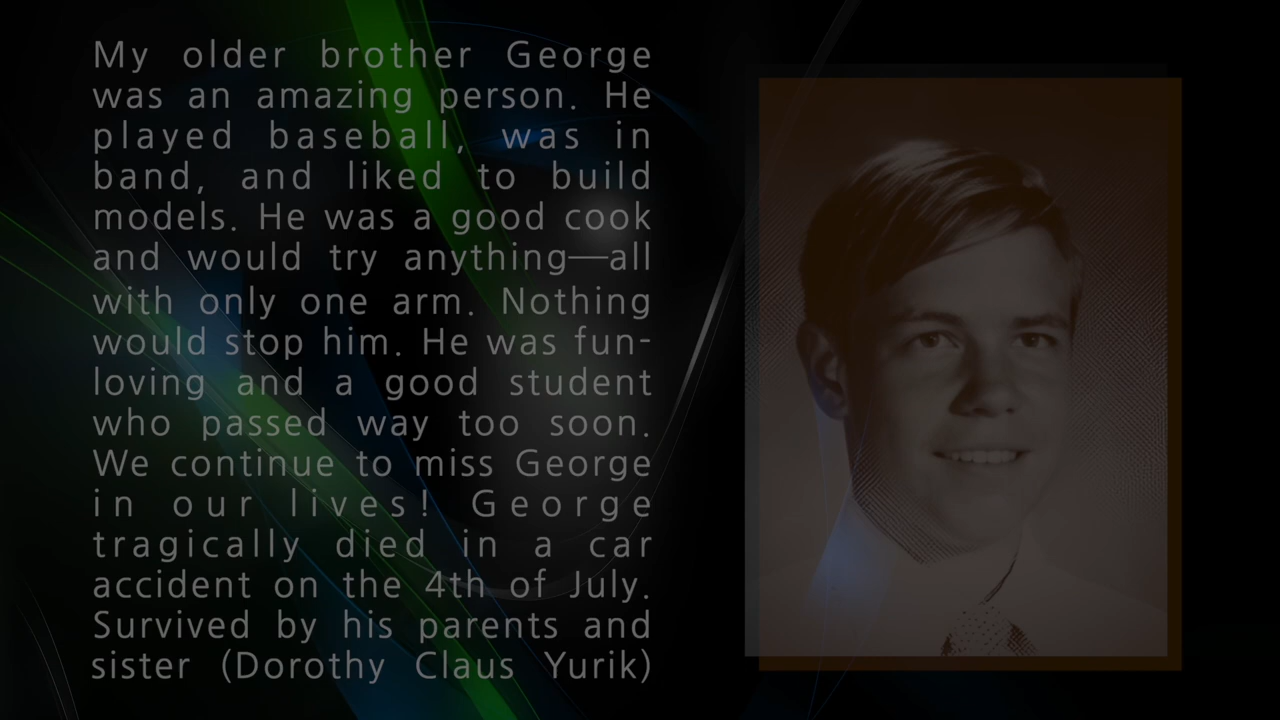 My older brother George
was an amazing person. He
played baseball, was in
band, and liked to build
models. He was a good cook
and would try anything—all
with only one arm. Nothing
would stop him. He was fun-
loving and a good student
who passed way too soon.
We continue to miss George
in our lives! George
tragically died in a car
accident on the 4th of July.
Survived by his parents and
sister (Dorothy Claus Yurik)